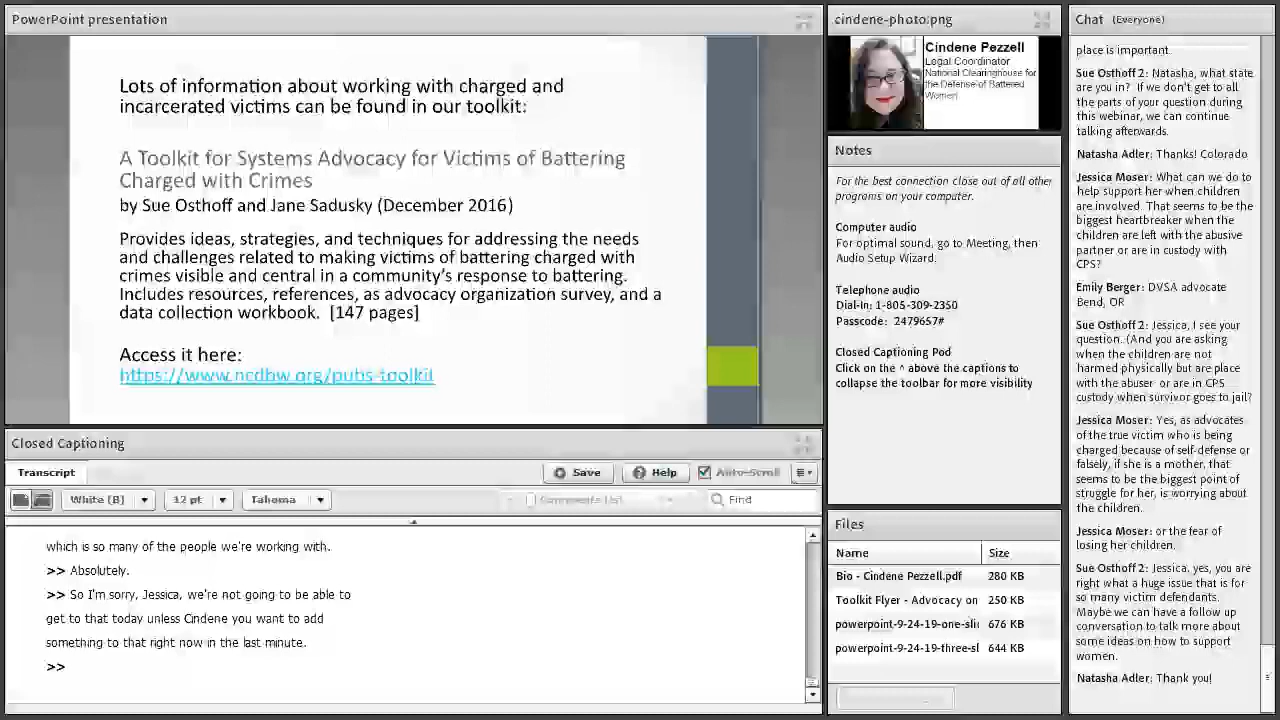 PowerPoint presentation
Lots of information about working with charged and
incarcerated victims can be found in our toolkit:
A Toolkit for Systems Advocacy for Victims of Battering
Charged with Crimes
by Sue Osthoff and Jane Sadusky (December 2016)
Provides ideas, strategies, and techniques for addressing the needs
and challenges related to making victims of battering charged with
crimes visible and central in a community's response to battering.
Includes resources, references, as advocacy organization survey, and a
data collection workbook. [147 pages]
Access it here:
https://www.ncdbw.org/pubs-toolkit
Closed Captioning
Transcript
Save
Help
Auto-Scroll
White (B)
12 pt
Tahoma
Find
which is so many of the people we're working with.
>> Absolutely.
>> So I'm sorry, Jessica, we're not going to be able to
get to that today unless Cindene you want to add
something to that right now in the last minute.
>>
cindene-photo.png
Cindene Pezzell
Legal Coordinator
National Clearinghouse for
the Defense of Battered
Women
Notes
For the best connection close out of all other
programs on your computer.
Computer audio
For optimal sound, go to Meeting, then
Audio Setup Wizard.
Telephone audio
Dial-in: 1-805-309-2350
Passcode: 2479657#
Closed Captioning Pod
Click on the ^ above the captions to
collapse the toolbar for more visibility
Files
Name Size
Bio - Cindene Pezzell.pdf 280 KB
Toolkit Flyer - Advocacy on 250 KB
powerpoint-9-24-19-one-sli 676 KB
powerpoint-9-24-19-three-sl 644 KB
Chat (Everyone)
place is important.
Sue Osthoff 2: Natasha, what state
are you in? If we don't get to all
the parts of your question during
this webinar, we can continue
talking afterwards.
Natasha Adler: Thanks! Colorado
Jessica Moser: What can we do to
help support her when children
are involved. That seems to be the
biggest heartbreaker when the
children are left with the abusive
partner or are in custody with
CPS?
Emily Berger: DVSA advocate
Bend, OR
Sue Osthoff 2: Jessica, I see your
question. (And you are asking
when the children are not
harmed physically but are place
with the abuser or are in CPS
custody when survivor goes to jail?
Jessica Moser: Yes, as advocates
of the true victim who is being
charged because of self-defense or
falsely, if she is a mother, that
seems to be the biggest point of
struggle for her, is worrying about
the children.
Jessica Moser: or the fear of
losing her children.
Sue Osthoff 2: Jessica, yes, you are
right what a huge issue that is for
so many victim defendants.
Maybe we can have a follow up
conversation to talk more about
some ideas on how to support
women.
Natasha Adler: Thank you!